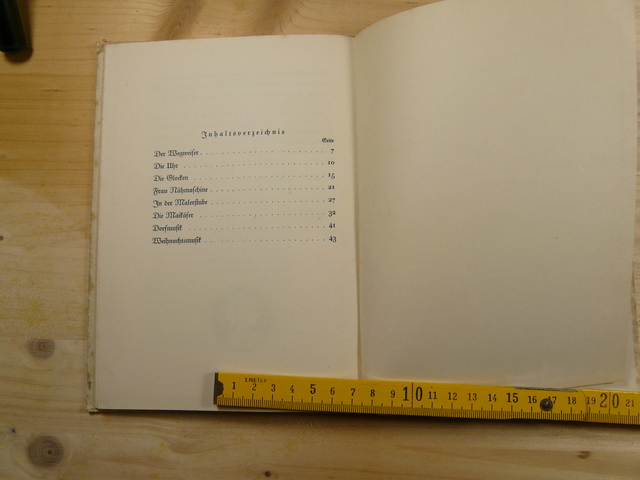 Inhaltsverzeichnis
Seite
Der Wegweiser 7
Die Uhr 10
Die Glocken 15
Frau Nähmaschine 21
In der Malerstube 27
Die Maikäfer 32
Dorfmusik 41
Weihnachtsmusik 43
1 2 3 4 5 6 7 8 9 10 11 12 13 14 15 16 17 18 19 20 21